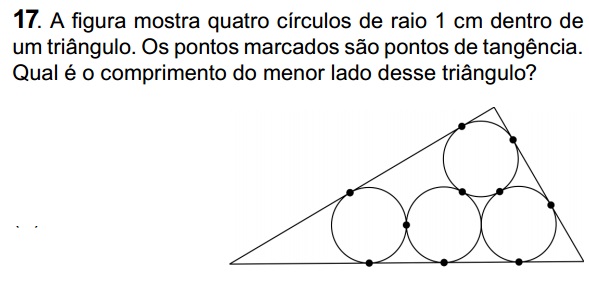 17. A figura mostra quatro círculos de raio 1 cm dentro de
um triângulo. Os pontos marcados são pontos de tangência.
Qual é o comprimento do menor lado desse triângulo?